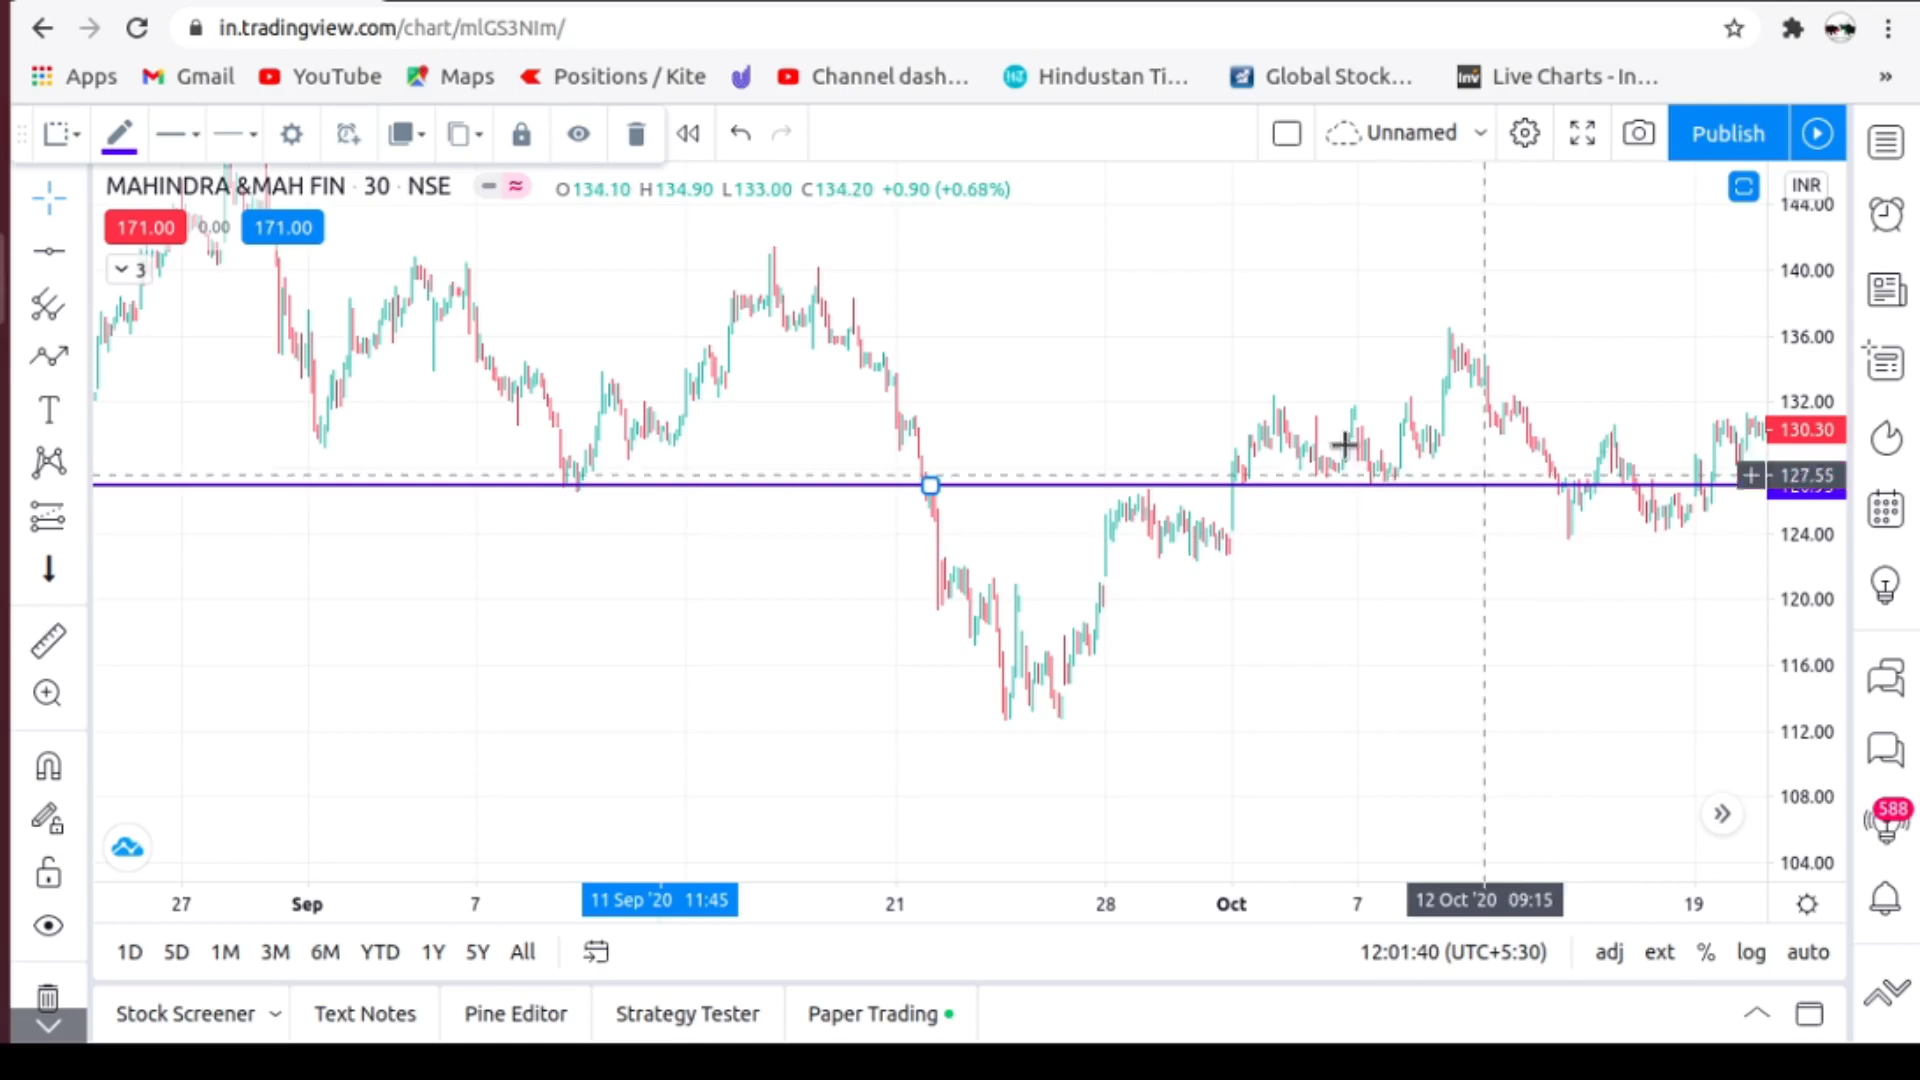 in.tradingview.com/chart/mlGS3NIm/
Apps Gmail YouTube Maps Positions / Kite Channel dash... Hindustan Ti... Global Stock... Live Charts - In... »
Unnamed Publish
MAHINDRA & MAH FIN · 30 · NSE O134.10 H134.90 L133.00 C134.20 +0.90 (+0.68%) INR
171.00 0.00 171.00
3
144.00
140.00
136.00
132.00
130.30
127.55
124.00
120.00
116.00
112.00
108.00
104.00
588
27 Sep 7 11 Sep '20 11:45 21 28 Oct 7 12 Oct '20 09:15 19
1D 5D 1M 3M 6M YTD 1Y 5Y All 12:01:40 (UTC+5:30) adj ext % log auto
Stock Screener Text Notes Pine Editor Strategy Tester Paper Trading